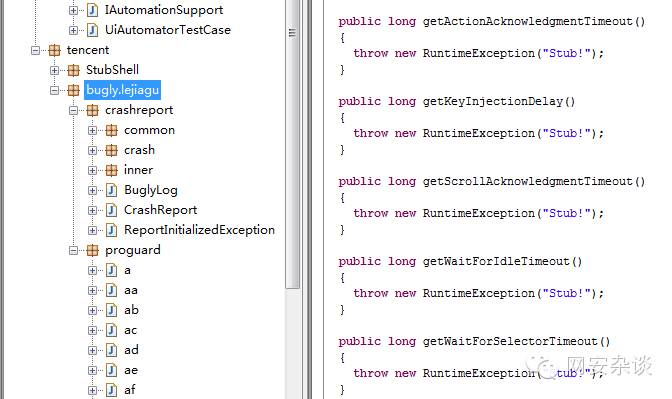 IAutomationSupport
UiAutomatorTestCase
tencent
StubShell
bugly.lejiagu
crashreport
common
crash
inner
BuglyLog
CrashReport
ReportInitializedException
proguard
a
aa
ab
ac
ad
ae
af
public long getActionAcknowledgmentTimeout()
{
throw new RuntimeException("Stub!");
}
public long getKeyInjectionDelay()
{
throw new RuntimeException("Stub!");
}
public long getScrollAcknowledgmentTimeout()
{
throw new RuntimeException("Stub!");
}
public long getWaitForIdleTimeout()
{
throw new RuntimeException("Stub!");
}
public long getWaitForSelectorTimeout()
{
throw new RuntimeException("Stub!");
}
网安杂谈